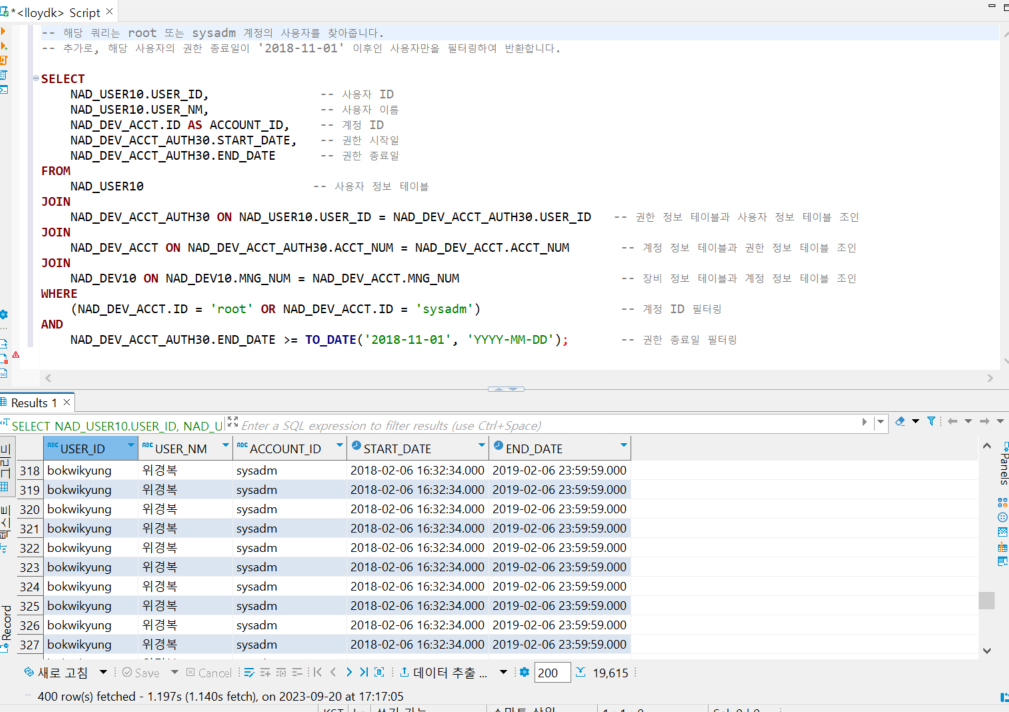 *<lloydk> Script
-- 해당 쿼리는 root 또는 sysadm 계정의 사용자를 찾아줍니다.
-- 추가로, 해당 사용자의 권한 종료일이 '2018-11-01' 이후인 사용자만을 필터링하여 반환합니다.
SELECT
NAD_USER10.USER_ID, -- 사용자 ID
NAD_USER10.USER_NM, -- 사용자 이름
NAD_DEV_ACCT.ID AS ACCOUNT_ID, -- 계정 ID
NAD_DEV_ACCT_AUTH30.START_DATE, -- 권한 시작일
NAD_DEV_ACCT_AUTH30.END_DATE -- 권한 종료일
FROM
NAD_USER10 -- 사용자 정보 테이블
JOIN
NAD_DEV_ACCT_AUTH30 ON NAD_USER10.USER_ID = NAD_DEV_ACCT_AUTH30.USER_ID -- 권한 정보 테이블과 사용자 정보 테이블 조인
JOIN
NAD_DEV_ACCT ON NAD_DEV_ACCT_AUTH30.ACCT_NUM = NAD_DEV_ACCT.ACCT_NUM -- 계정 정보 테이블과 권한 정보 테이블 조인
JOIN
NAD_DEV10 ON NAD_DEV10.MNG_NUM = NAD_DEV_ACCT.MNG_NUM -- 장비 정보 테이블과 계정 정보 테이블 조인
WHERE
(NAD_DEV_ACCT.ID = 'root' OR NAD_DEV_ACCT.ID = 'sysadm') -- 계정 ID 필터링
AND
NAD_DEV_ACCT_AUTH30.END_DATE >= TO_DATE('2018-11-01', 'YYYY-MM-DD'); -- 권한 종료일 필터링
Results 1
SELECT NAD_USER10.USER_ID, NAD_U Enter a SQL expression to filter results (use Ctrl+Space)
그리드
텍스트
Record
Panels
USER_ID USER_NM ACCOUNT_ID START_DATE END_DATE
318 bokwikyung 위경복 sysadm 2018-02-06 16:32:34.000 2019-02-06 23:59:59.000
319 bokwikyung 위경복 sysadm 2018-02-06 16:32:34.000 2019-02-06 23:59:59.000
320 bokwikyung 위경복 sysadm 2018-02-06 16:32:34.000 2019-02-06 23:59:59.000
321 bokwikyung 위경복 sysadm 2018-02-06 16:32:34.000 2019-02-06 23:59:59.000
322 bokwikyung 위경복 sysadm 2018-02-06 16:32:34.000 2019-02-06 23:59:59.000
323 bokwikyung 위경복 sysadm 2018-02-06 16:32:34.000 2019-02-06 23:59:59.000
324 bokwikyung 위경복 sysadm 2018-02-06 16:32:34.000 2019-02-06 23:59:59.000
325 bokwikyung 위경복 sysadm 2018-02-06 16:32:34.000 2019-02-06 23:59:59.000
326 bokwikyung 위경복 sysadm 2018-02-06 16:32:34.000 2019-02-06 23:59:59.000
327 bokwikyung 위경복 sysadm 2018-02-06 16:32:34.000 2019-02-06 23:59:59.000
새로 고침 Save Cancel 데이터 추출 ... 200 19,615
400 row(s) fetched - 1.197s (1.140s fetch), on 2023-09-20 at 17:17:05